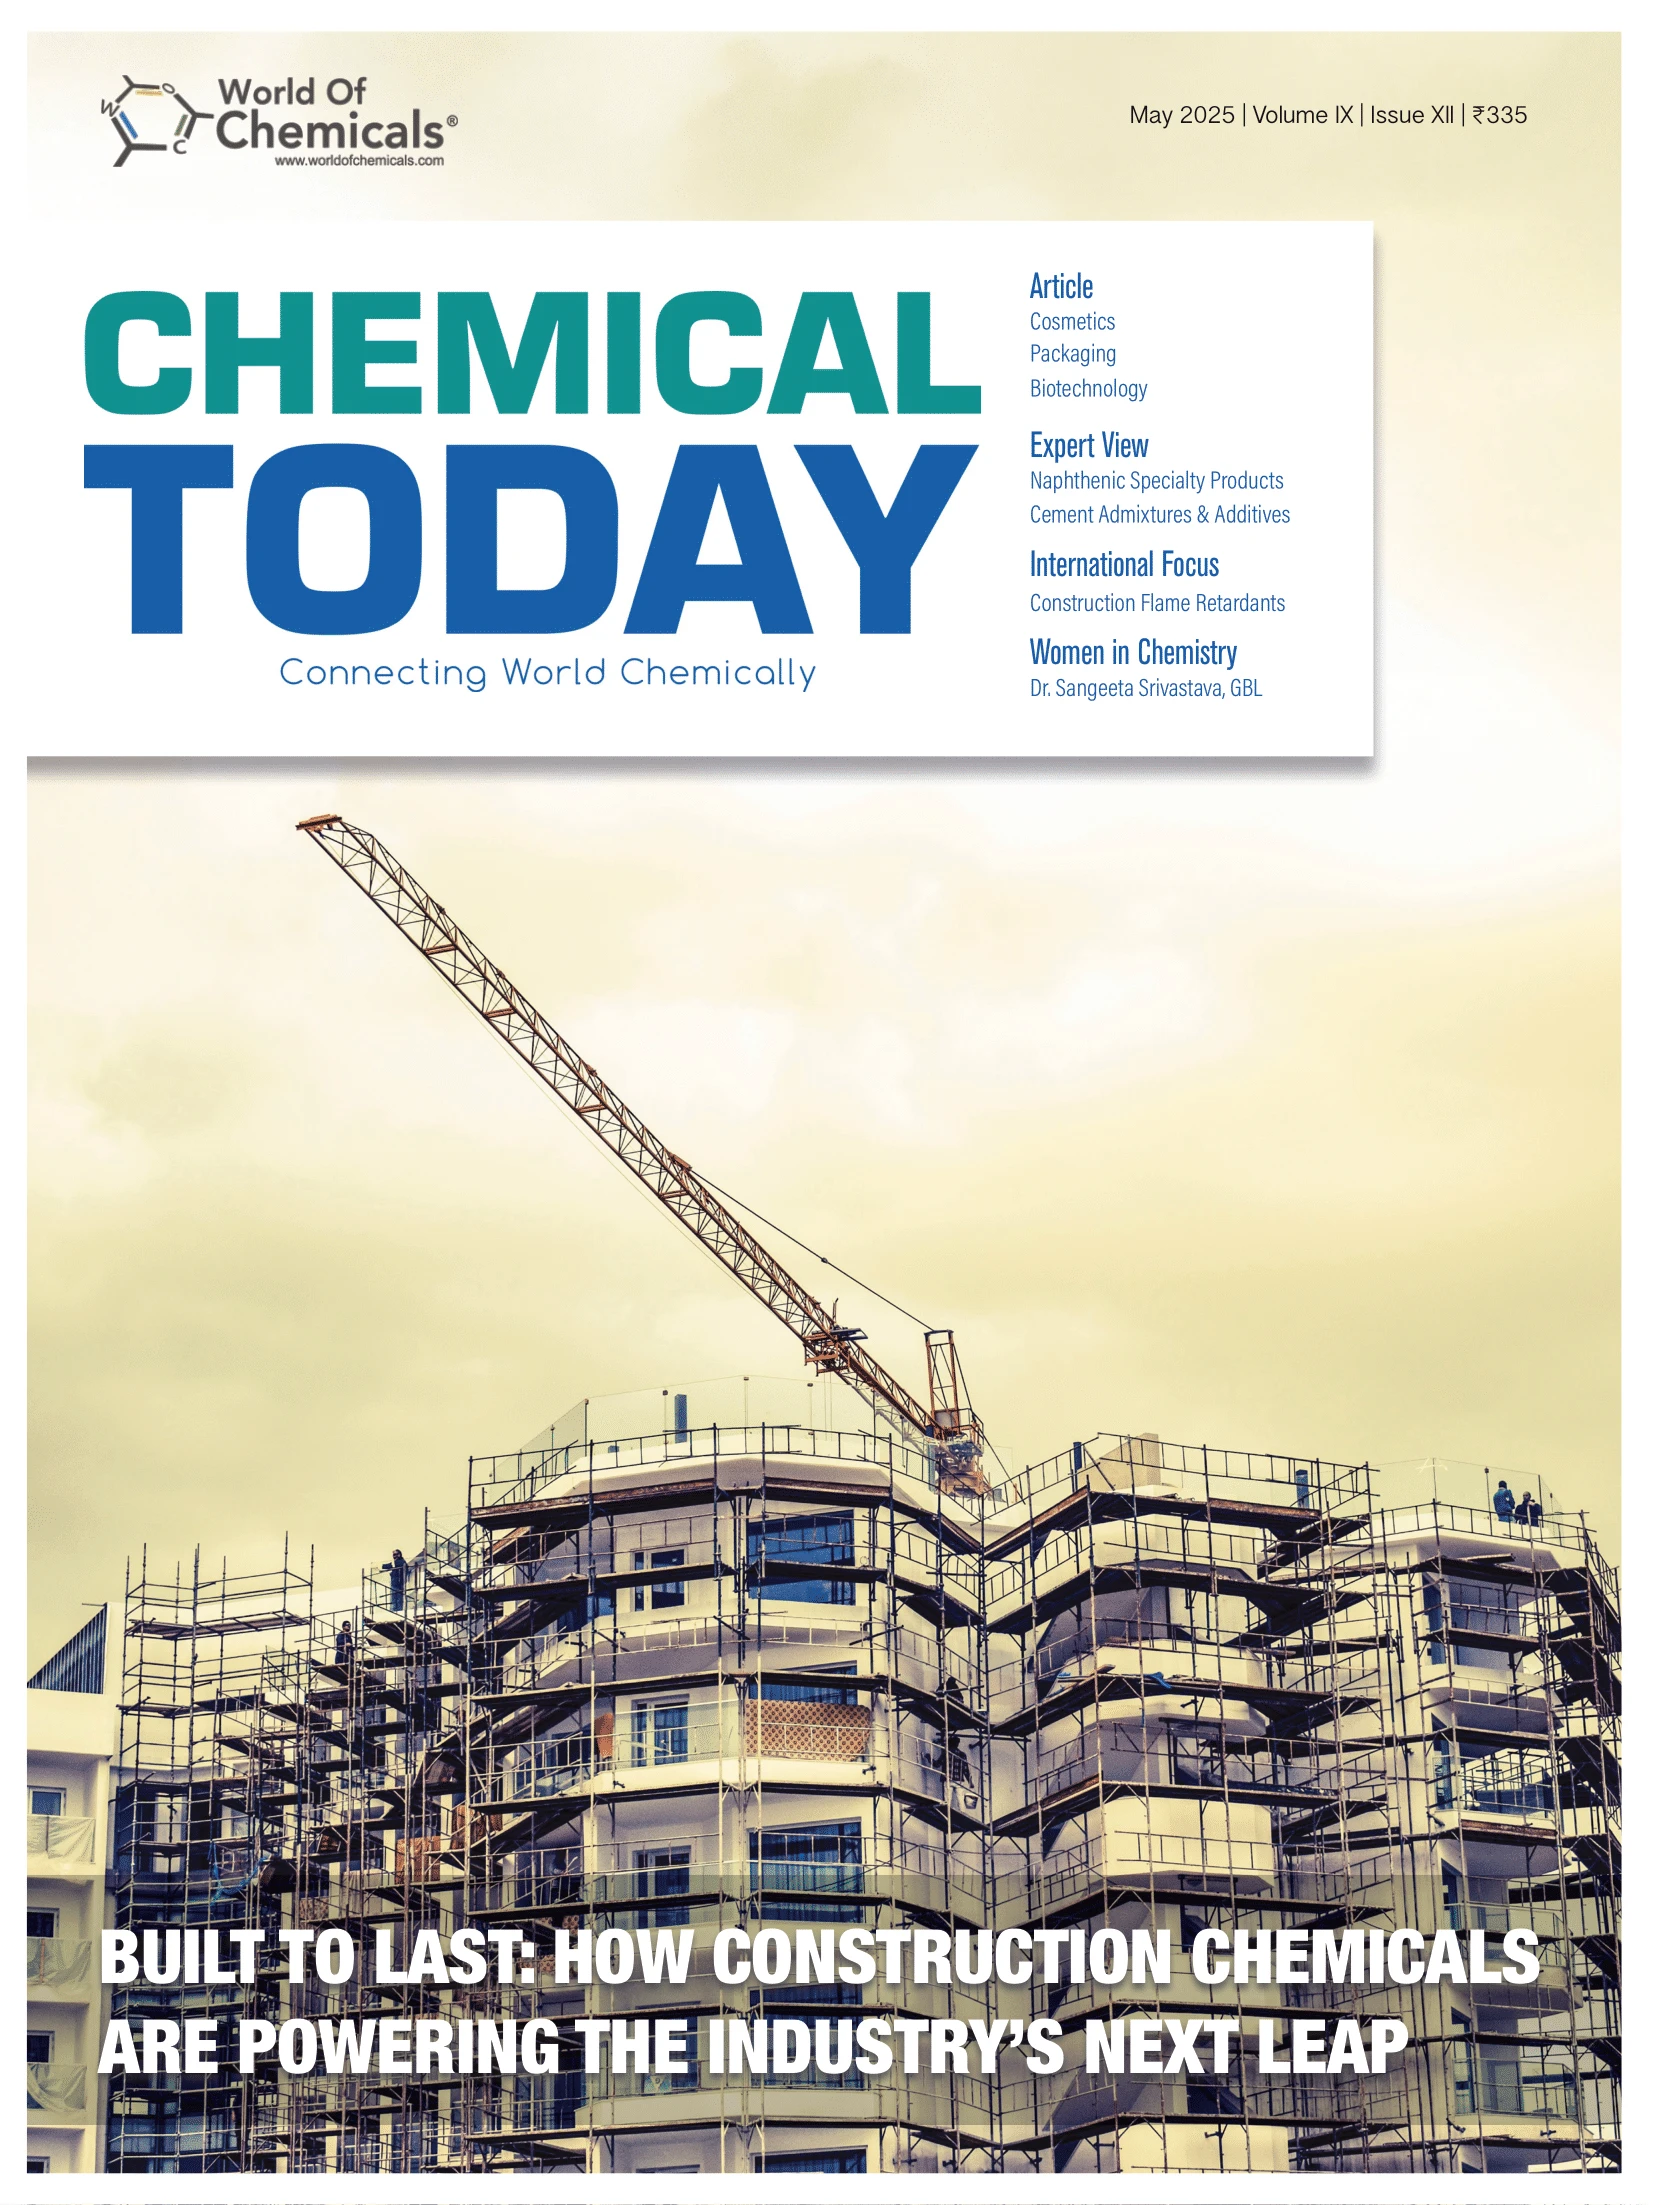 World Of
Chemicals®
www.worldofchemicals.com
W
O
C
May 2025 | Volume IX | Issue XII | ₹335
CHEMICAL
TODAY
Connecting World Chemically
Article
Cosmetics
Packaging
Biotechnology
Expert View
Naphthenic Specialty Products
Cement Admixtures & Additives
International Focus
Construction Flame Retardants
Women in Chemistry
Dr. Sangeeta Srivastava, GBL
BUILT TO LAST: HOW CONSTRUCTION CHEMICALS
ARE POWERING THE INDUSTRY’S NEXT LEAP